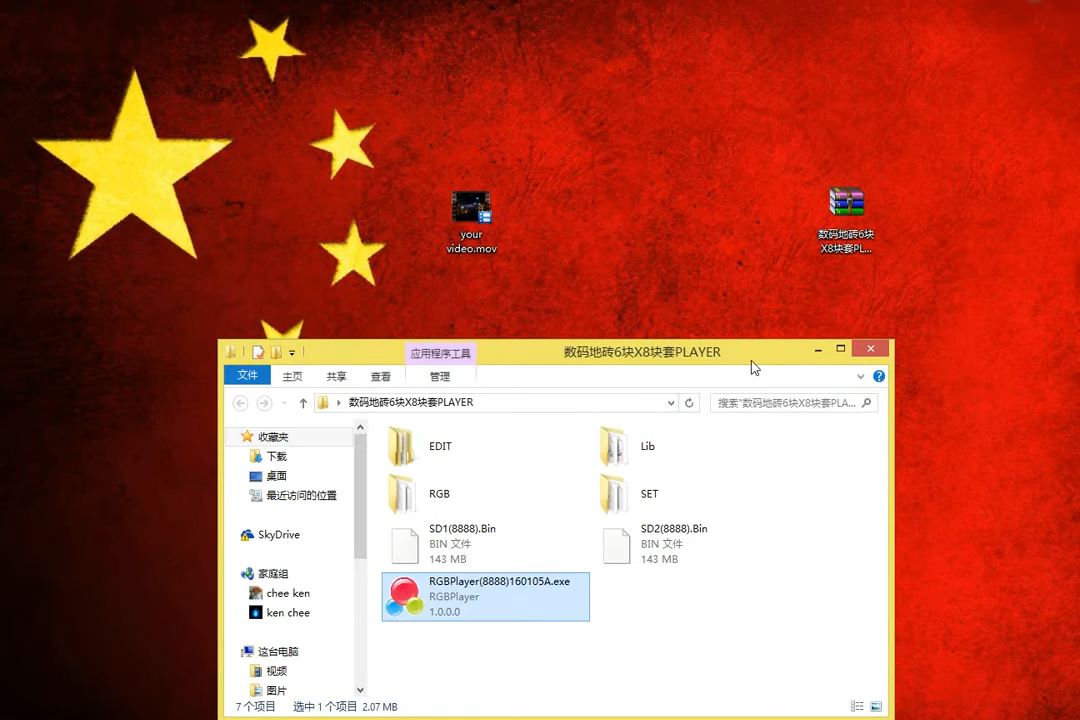 your
video.mov
数码地砖6块
X8块套PL...
应用程序工具
数码地砖6块X8块套PLAYER
文件
主页
共享
查看
管理
数码地砖6块X8块套PLAYER
搜索"数码地砖6块X8块套PLA...
收藏夹
下载
桌面
最近访问的位置
SkyDrive
家庭组
chee ken
ken chee
这台电脑
视频
图片
EDIT
Lib
RGB
SET
SD1(8888).Bin
BIN 文件
143 MB
SD2(8888).Bin
BIN 文件
143 MB
RGBPlayer(8888)160105A.exe
RGBPlayer
1.0.0.0
7 个项目
选中 1 个项目 2.07 MB